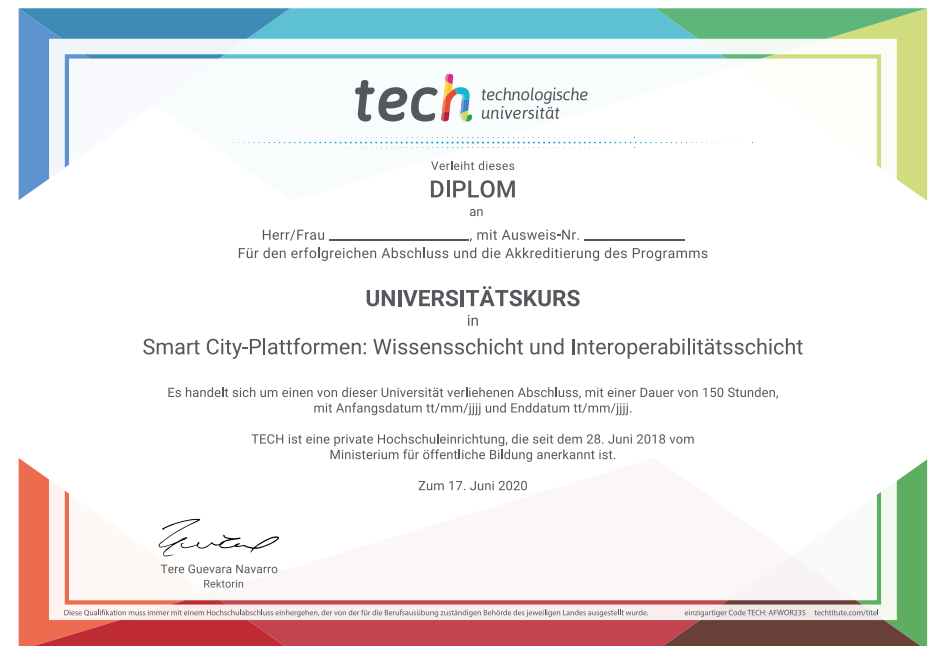 tech technologische
universität
Verleiht dieses
DIPLOM
an
Herr/Frau ____________________, mit Ausweis-Nr. ______________
Für den erfolgreichen Abschluss und die Akkreditierung des Programms
UNIVERSITÄTSKURS
in
Smart City-Plattformen: Wissensschicht und Interoperabilitätsschicht
Es handelt sich um einen von dieser Universität verliehenen Abschluss, mit einer Dauer von 150 Stunden,
mit Anfangsdatum tt/mm/jjjj und Enddatum tt/mm/jjjj.
TECH ist eine private Hochschuleinrichtung, die seit dem 28. Juni 2018 vom
Ministerium für öffentliche Bildung anerkannt ist.
Zum 17. Juni 2020
Tere Guevara Navarro
Rektorin
Diese Qualifikation muss immer mit einem Hochschulabschluss einhergehen, der von der für die Berufsausübung zuständigen Behörde des jeweiligen Landes ausgestellt wurde. einzigartiger Code TECH: AFWOR23S techtitute.com/titel